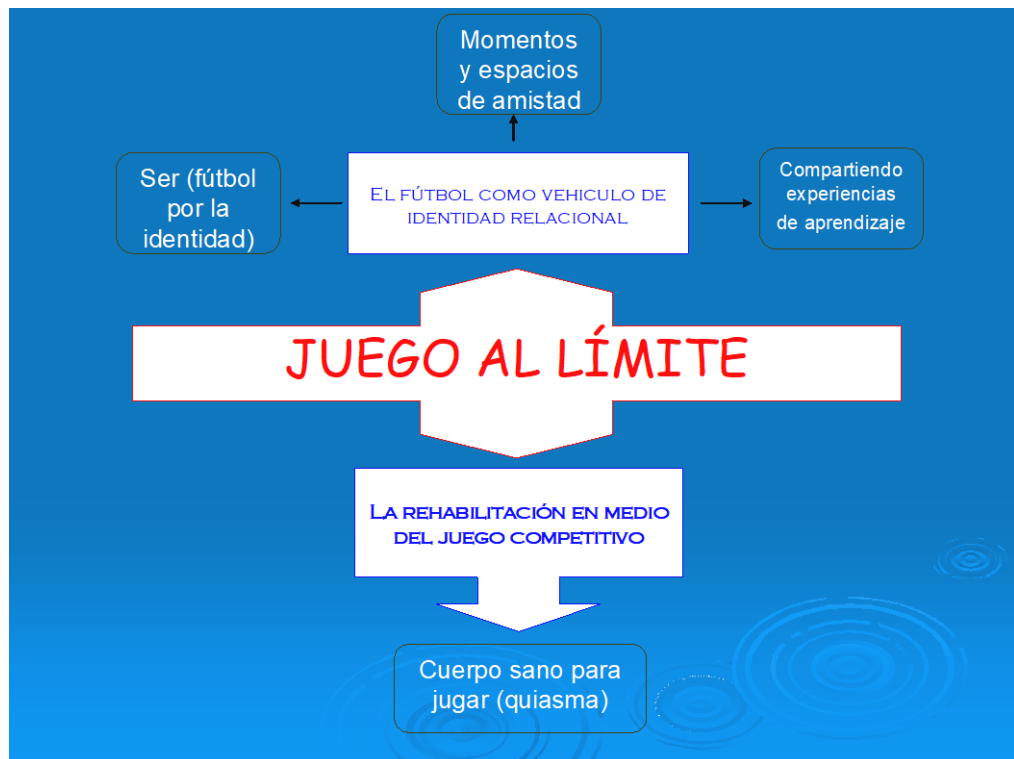 Momentos
y espacios
de amistad
Ser (fútbol
por la
identidad)
El fútbol como vehiculo de
identidad relacional
Compartiendo
experiencias
de aprendizaje
JUEGO AL LÍMITE
La rehabilitación en medio
del juego competitivo
Cuerpo sano para
jugar (quiasma)